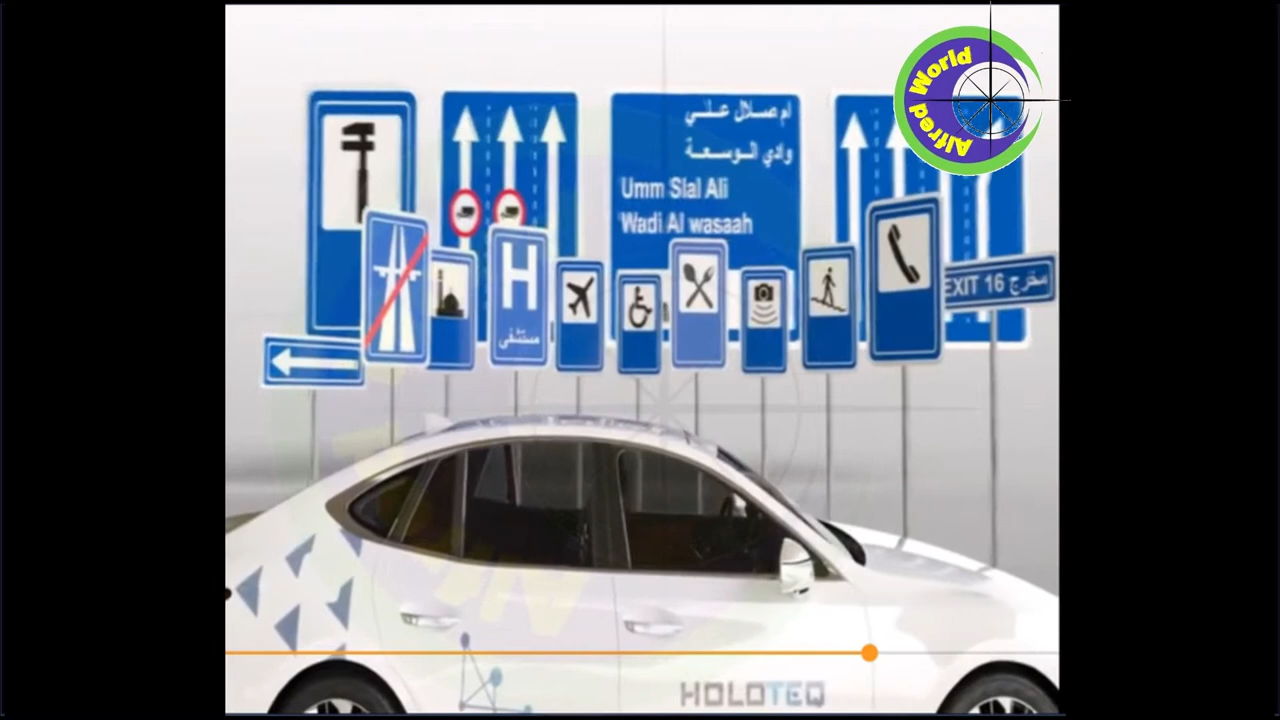 Alfred World
ام صلال علي
وادي الوسعة
Umm Slal Ali
Wadi Al wasaah
H
مستشفى
EXIT 16 مخرج
HOLOTEQ